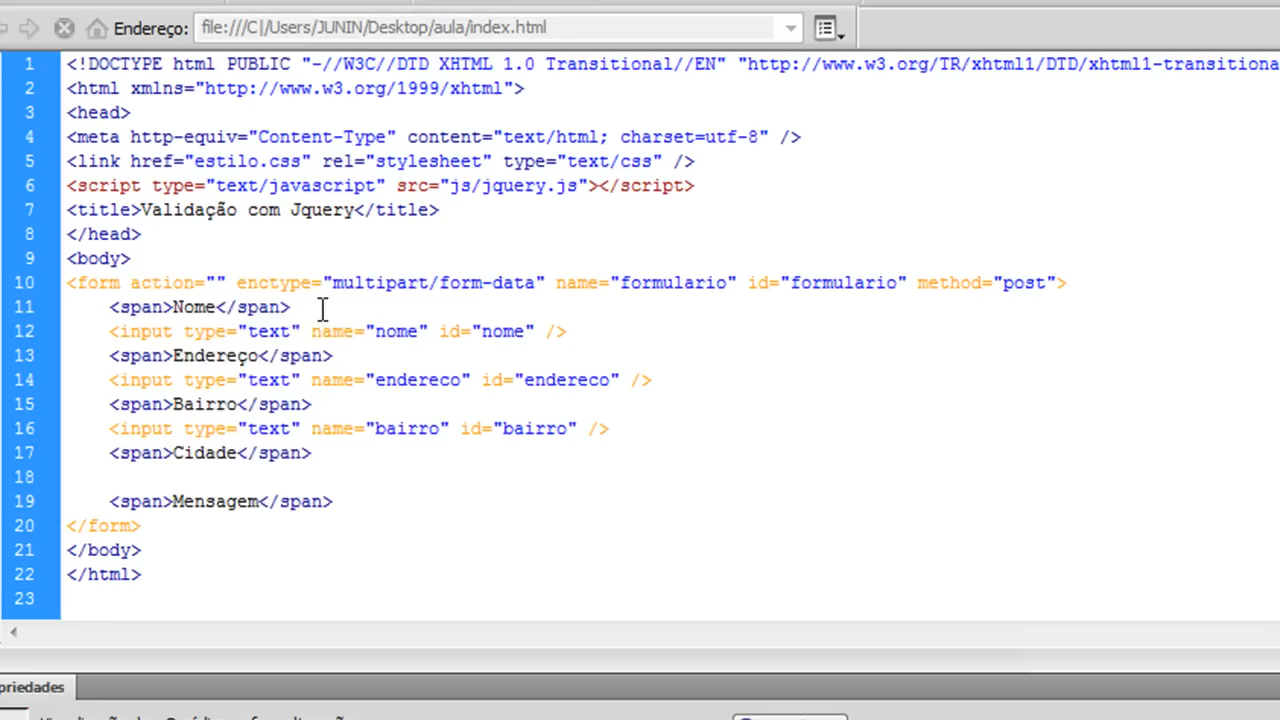 Endereço: file:///C|/Users/JUNIN/Desktop/aula/index.html
1 <!DOCTYPE html PUBLIC "-//W3C//DTD XHTML 1.0 Transitional//EN" "http://www.w3.org/TR/xhtml1/DTD/xhtml1-transitiona
2 <html xmlns="http://www.w3.org/1999/xhtml">
3 <head>
4 <meta http-equiv="Content-Type" content="text/html; charset=utf-8" />
5 <link href="estilo.css" rel="stylesheet" type="text/css" />
6 <script type="text/javascript" src="js/jquery.js"></script>
7 <title>Validação com Jquery</title>
8 </head>
9 <body>
10 <form action="" enctype="multipart/form-data" name="formulario" id="formulario" method="post">
11 <span>Nome</span>
12 <input type="text" name="nome" id="nome" />
13 <span>Endereço</span>
14 <input type="text" name="endereco" id="endereco" />
15 <span>Bairro</span>
16 <input type="text" name="bairro" id="bairro" />
17 <span>Cidade</span>
18
19 <span>Mensagem</span>
20 </form>
21 </body>
22 </html>
23
priedades